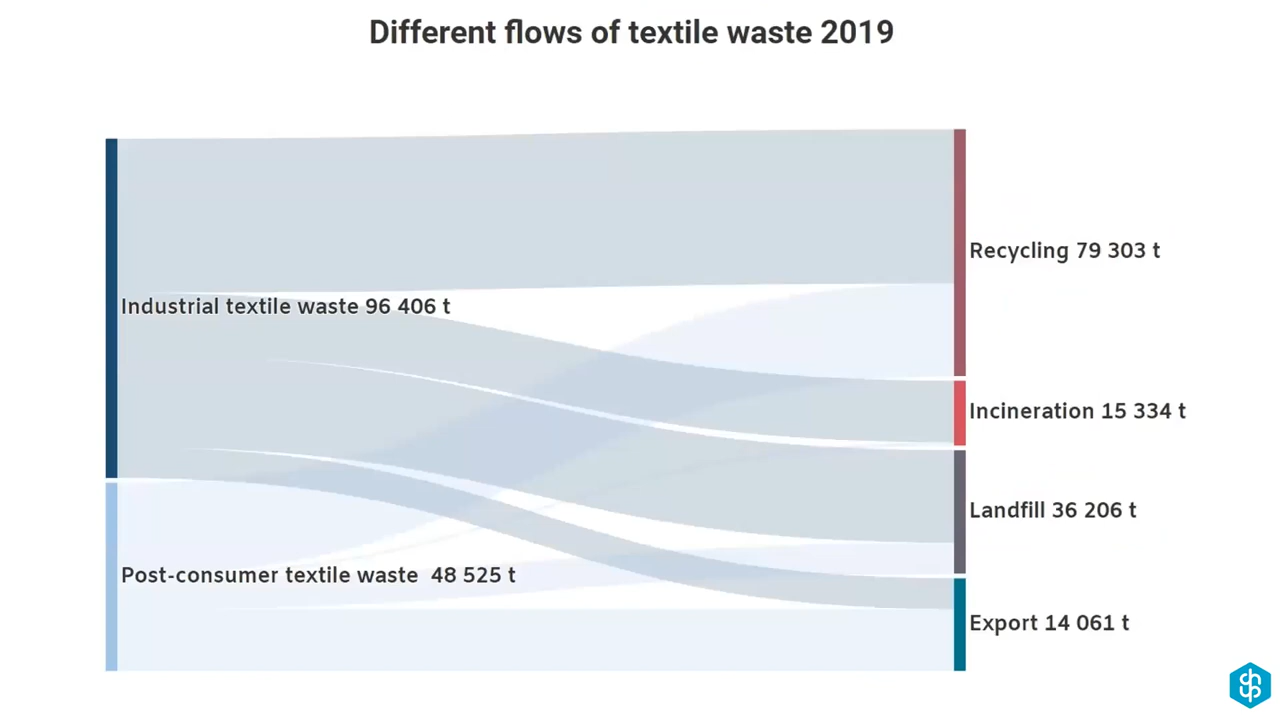 Different flows of textile waste 2019
Recycling 79 303 t
Industrial textile waste 96 406 t
Incineration 15 334 t
Landfill 36 206 t
Post-consumer textile waste  48 525 t
Export 14 061 t